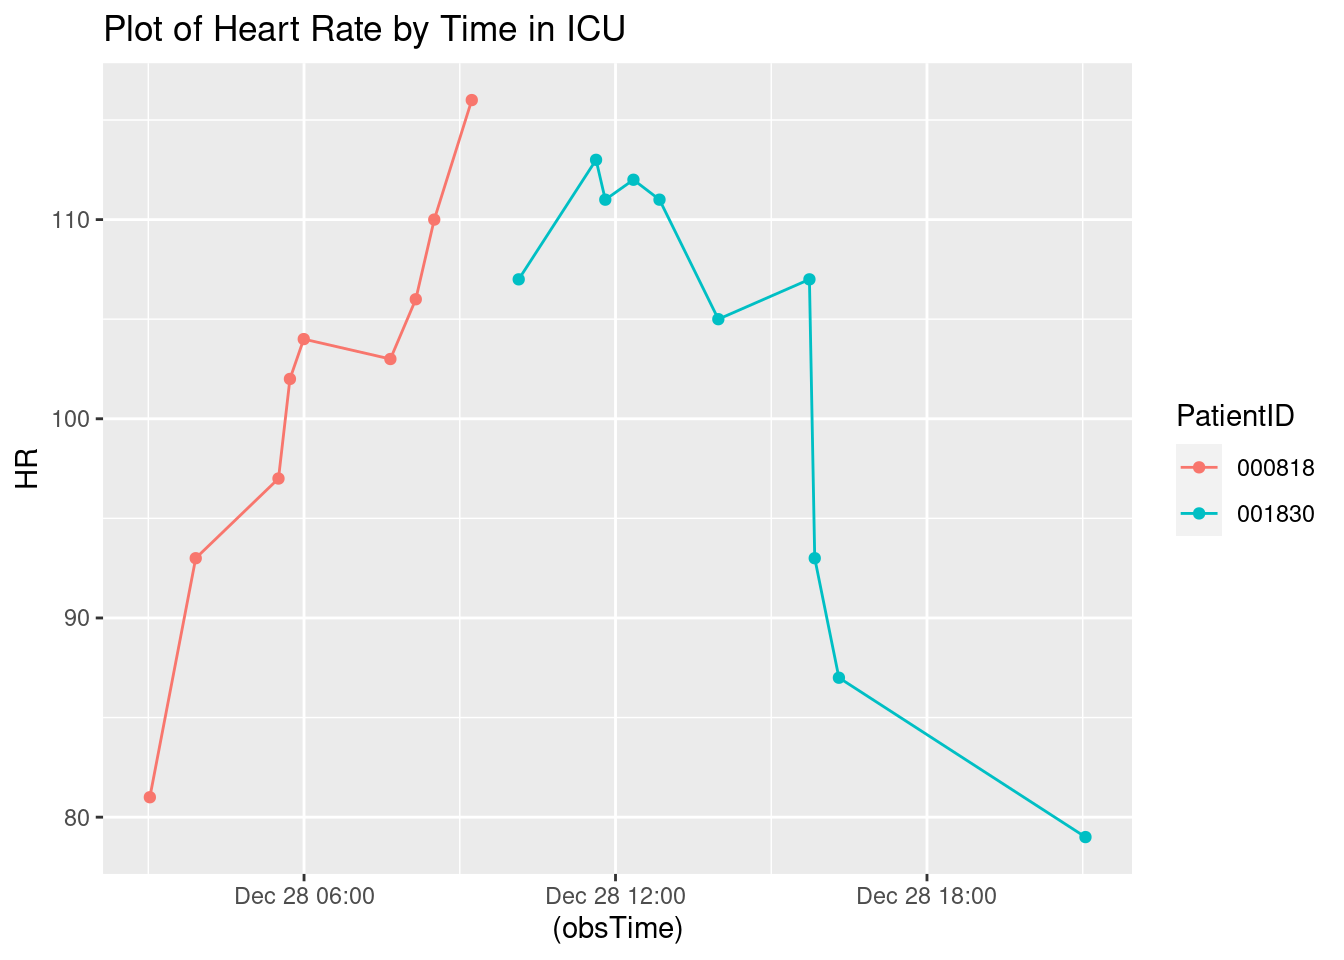 Plot of Heart Rate by Time in ICU
HR
110
100
90
80
Dec 28 06:00
Dec 28 12:00
Dec 28 18:00
(obsTime)
PatientID
000818
001830